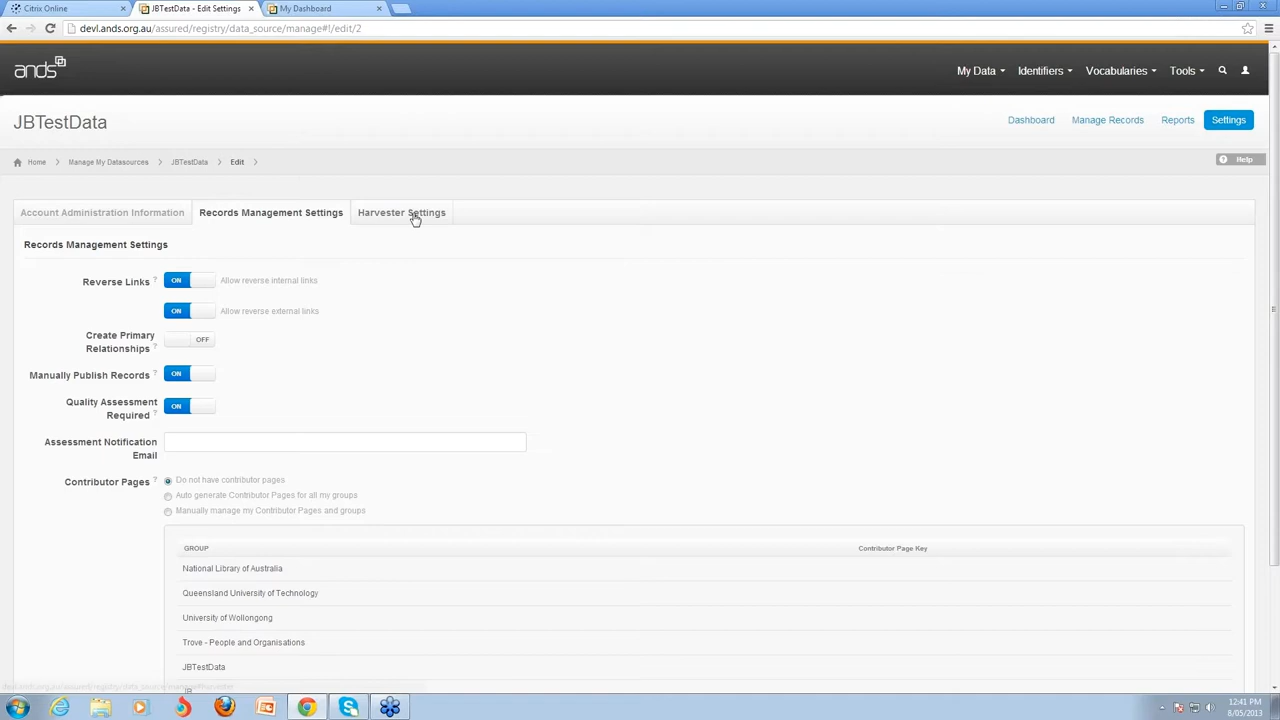 Citrix Online
JBTestData - Edit Settings
My Dashboard
devl.ands.org.au/assured/registry/data_source/manage#!/edit/2
ands
My Data
Identifiers
Vocabularies
Tools
JBTestData
Dashboard
Manage Records
Reports
Settings
Home
Manage My Datasources
JBTestData
Edit
Help
Account Administration Information
Records Management Settings
Harvester Settings
Records Management Settings
Reverse Links ?
ON
Allow reverse internal links
ON
Allow reverse external links
Create Primary
Relationships ?
OFF
Manually Publish Records ?
ON
Quality Assessment
Required ?
ON
Assessment Notification
Email
Contributor Pages ?
Do not have contributor pages
Auto generate Contributor Pages for all my groups
Manually manage my Contributor Pages and groups
GROUP
Contributor Page Key
National Library of Australia
Queensland University of Technology
University of Wollongong
Trove - People and Organisations
JBTestData
JB
12:41 PM
8/05/2013